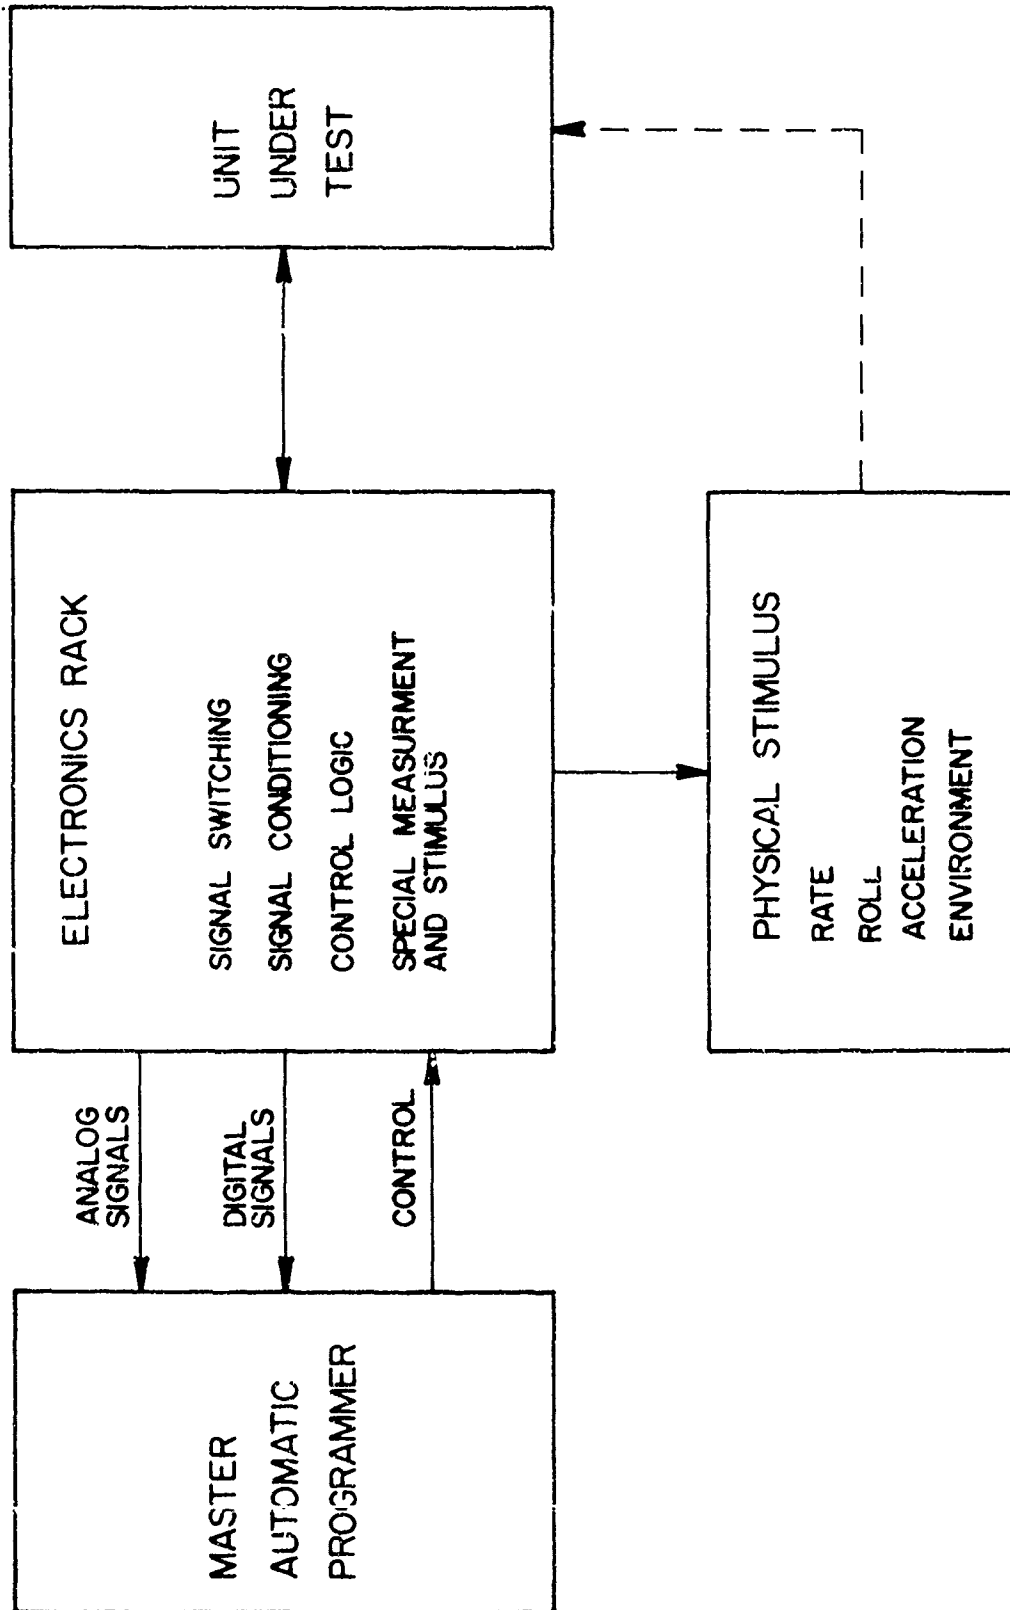 MASTER
AUTOMATIC
PROGRAMMER
ANALOG
SIGNALS
DIGITAL
SIGNALS
CONTROL
ELECTRONICS RACK
SIGNAL SWITCHING
SIGNAL CONDITIONING
CONTROL LOGIC
SPECIAL MEASURMENT
AND STIMULUS
UNIT
UNDER
TEST
PHYSICAL STIMULUS
RATE
ROLL
ACCELERATION
ENVIRONMENT